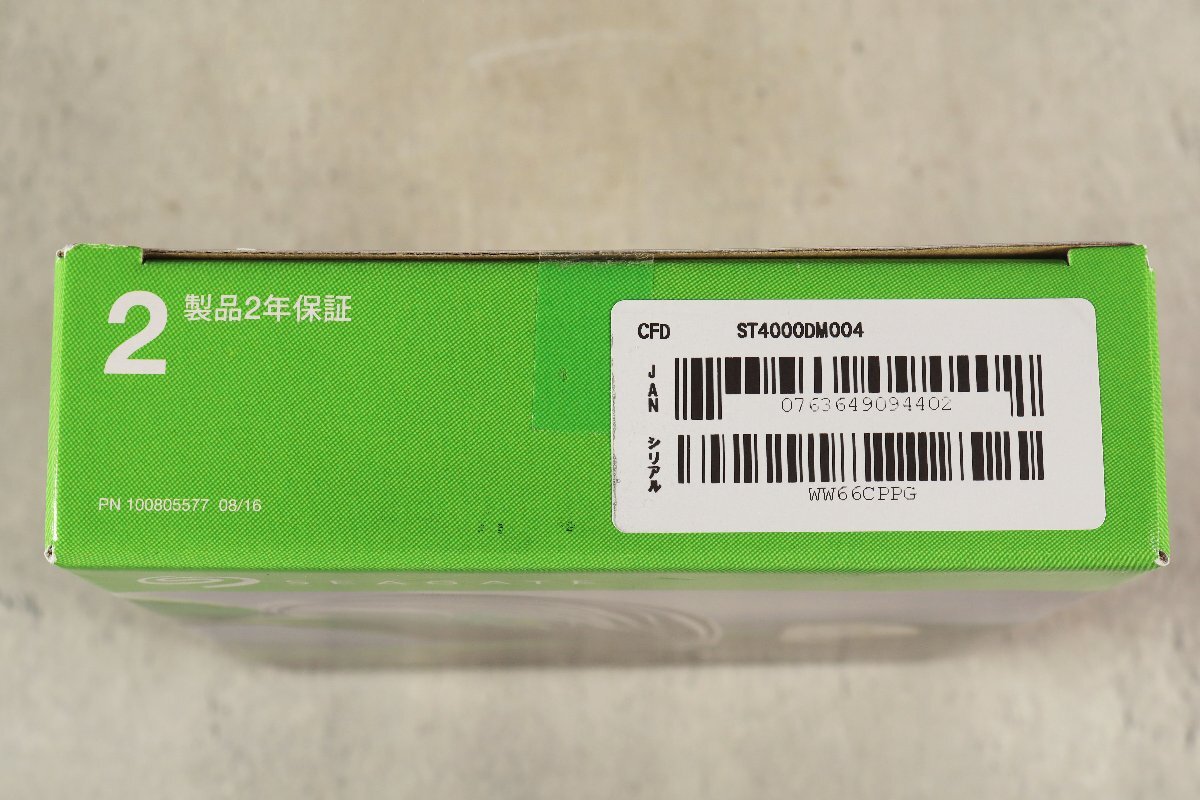 2 製品2年保証
CFD ST4000DM004
JAN
0763649094402
シリアル
WW66CPPG
PN 100805577 08/16
SEAGATE